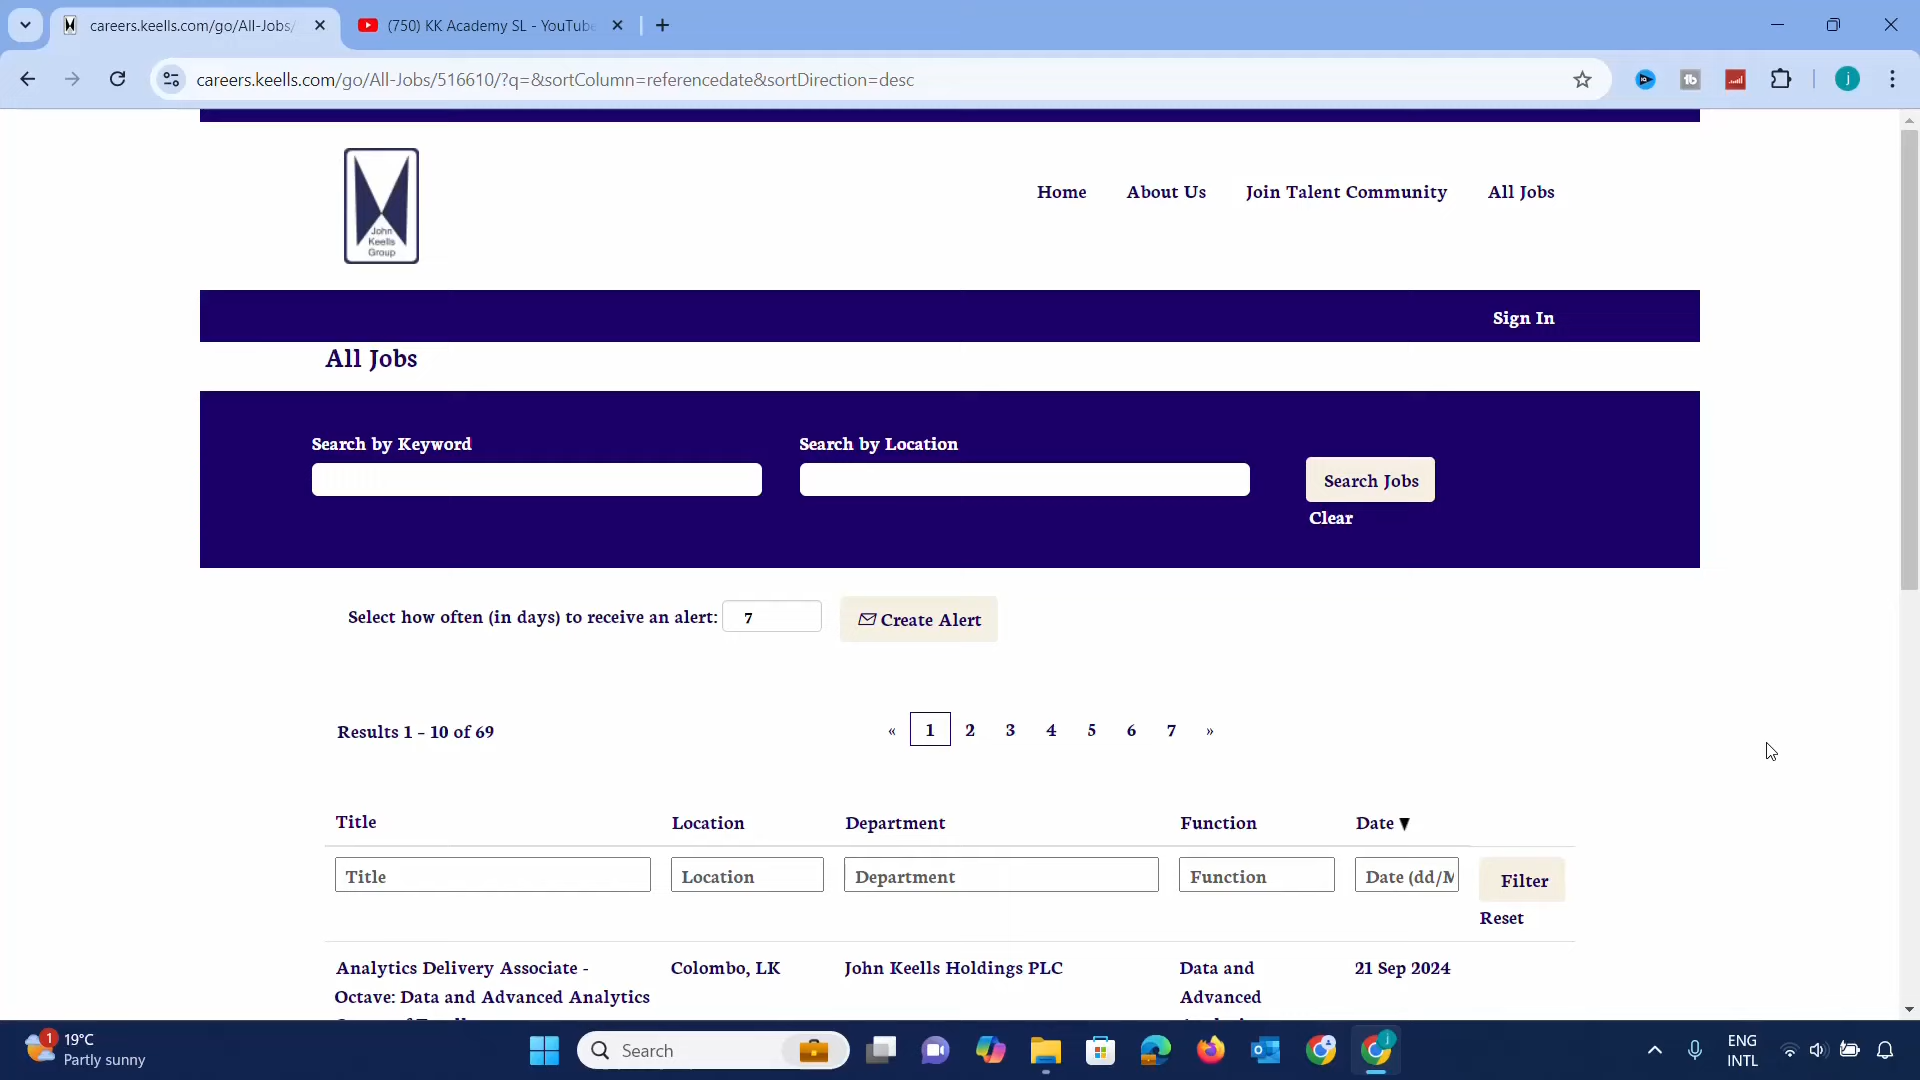 careers.keells.com/go/All-Jobs/
(750) KK Academy SL - YouTube
careers.keells.com/go/All-Jobs/516610/?q=&sortColumn=referencedate&sortDirection=desc
j
John
Keells
Group
Home About Us Join Talent Community All Jobs
Sign In
All Jobs
Search by Keyword Search by Location
Search Jobs
Clear
Select how often (in days) to receive an alert: 7 Create Alert
Results 1 – 10 of 69 « 1 2 3 4 5 6 7 »
Title Location Department Function Date ▼
Title Location Department Function Date (dd/M Filter
Reset
Analytics Delivery Associate - Colombo, LK John Keells Holdings PLC Data and 21 Sep 2024
Octave: Data and Advanced Analytics Advanced
1 19°C
Partly sunny
Search
j
ENG
INTL